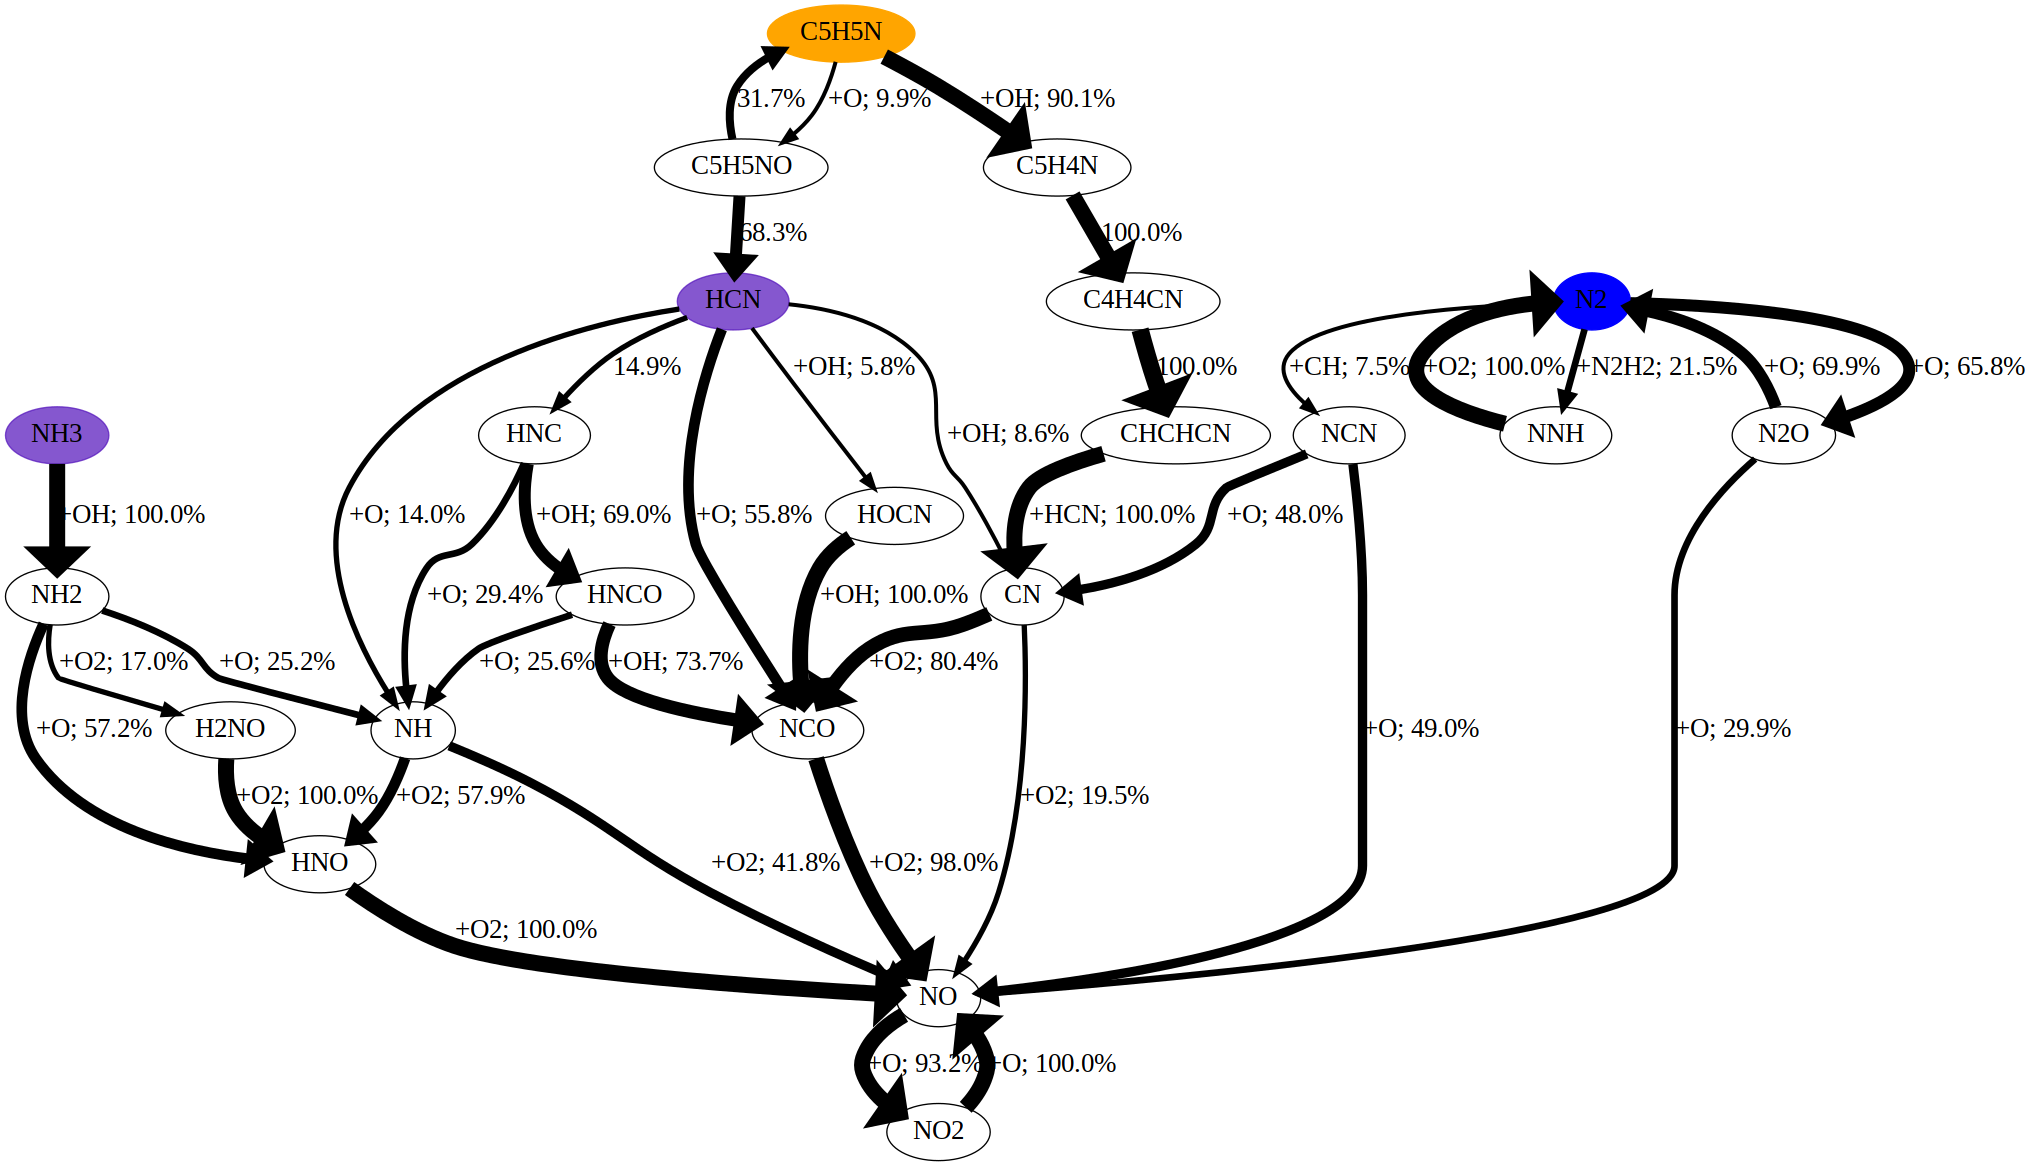 C5H5N
31.7%
+O; 9.9%
+OH; 90.1%
C5H5NO
C5H4N
68.3%
100.0%
HCN
C4H4CN
N2
14.9%
+OH; 5.8%
100.0%
+CH; 7.5%
+O2; 100.0%
+N2H2; 21.5%
+O; 69.9%
+O; 65.8%
NH3
HNC
+OH; 8.6%
CHCHCN
NCN
NNH
N2O
+OH; 100.0%
+O; 14.0%
+OH; 69.0%
+O; 55.8%
HOCN
+HCN; 100.0%
+O; 48.0%
NH2
+O; 29.4%
HNCO
+OH; 100.0%
CN
+O2; 17.0%
+O; 25.2%
+O; 25.6%
+OH; 73.7%
+O2; 80.4%
+O; 57.2%
H2NO
NH
NCO
+O; 49.0%
+O; 29.9%
+O2; 100.0%
+O2; 57.9%
+O2; 19.5%
HNO
+O2; 41.8%
+O2; 98.0%
+O2; 100.0%
NO
+O; 93.2%
+O; 100.0%
NO2